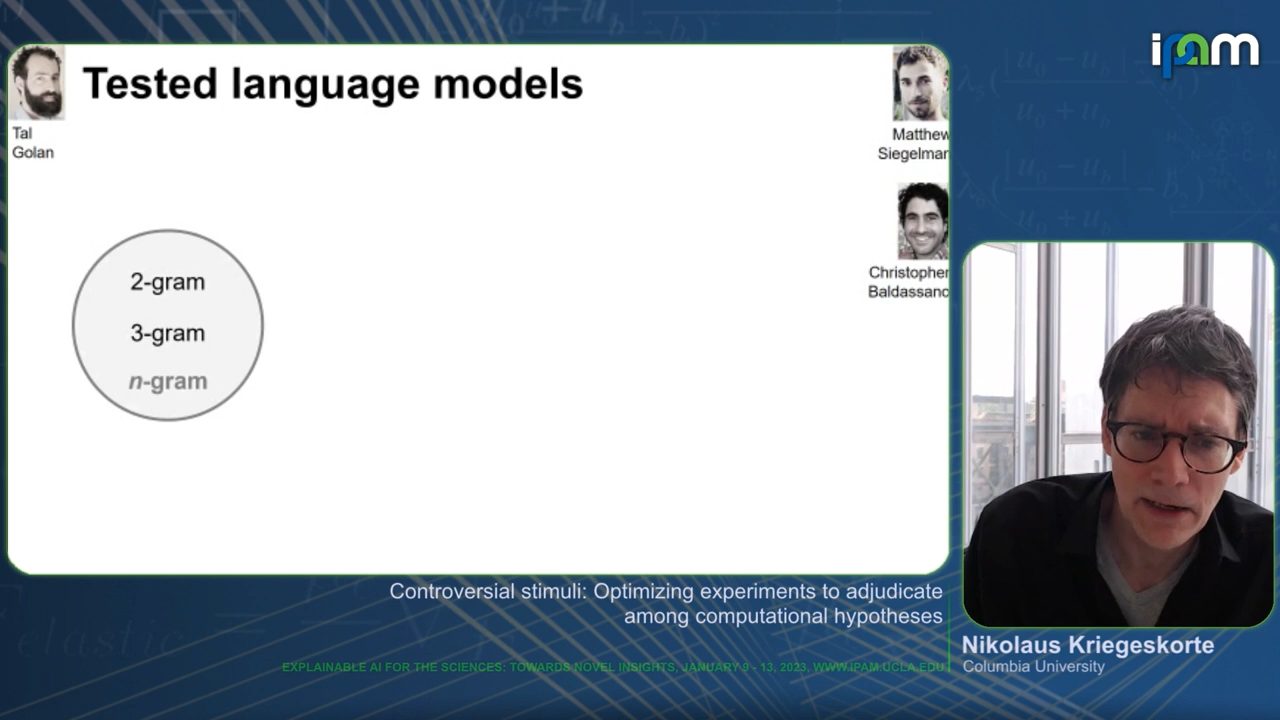 ipam
Tested language models
Tal
Golan
Matthew
Siegelman
Christopher
Baldassano
2-gram
3-gram
n-gram
Controversial stimuli: Optimizing experiments to adjudicate
among computational hypotheses
Nikolaus Kriegeskorte
Columbia University
EXPLAINABLE AI FOR THE SCIENCES: TOWARDS NOVEL INSIGHTS, JANUARY 9 - 13, 2023, WWW.IPAM.UCLA.EDU
elastic